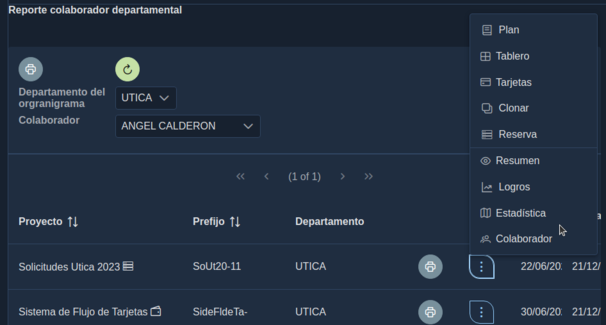 Reporte colaborador departamental
Plan
Tablero
Tarjetas
Clonar
Reserva
Resumen
Logros
Estadística
Colaborador
Departamento del
orgranigrama
UTICA
Colaborador
ANGEL CALDERON
(1 of 1)
Proyecto
Prefijo
Departamento
Solicitudes Utica 2023
SoUt20-11
UTICA
22/06/20
21/12/
Sistema de Flujo de Tarjetas
SideFldeTa-
UTICA
30/06/20
21/12/